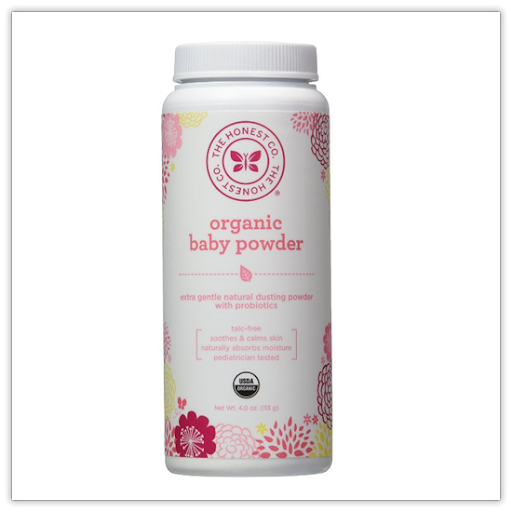 THE HONEST CO. THE HONEST CO.
®
organic
baby powder
extra gentle natural dusting powder
with probiotics
talc-free
soothes & calms skin
naturally absorbs moisture
pediatrician tested
USDA
ORGANIC
Net Wt. 4.0 oz. (113 g)